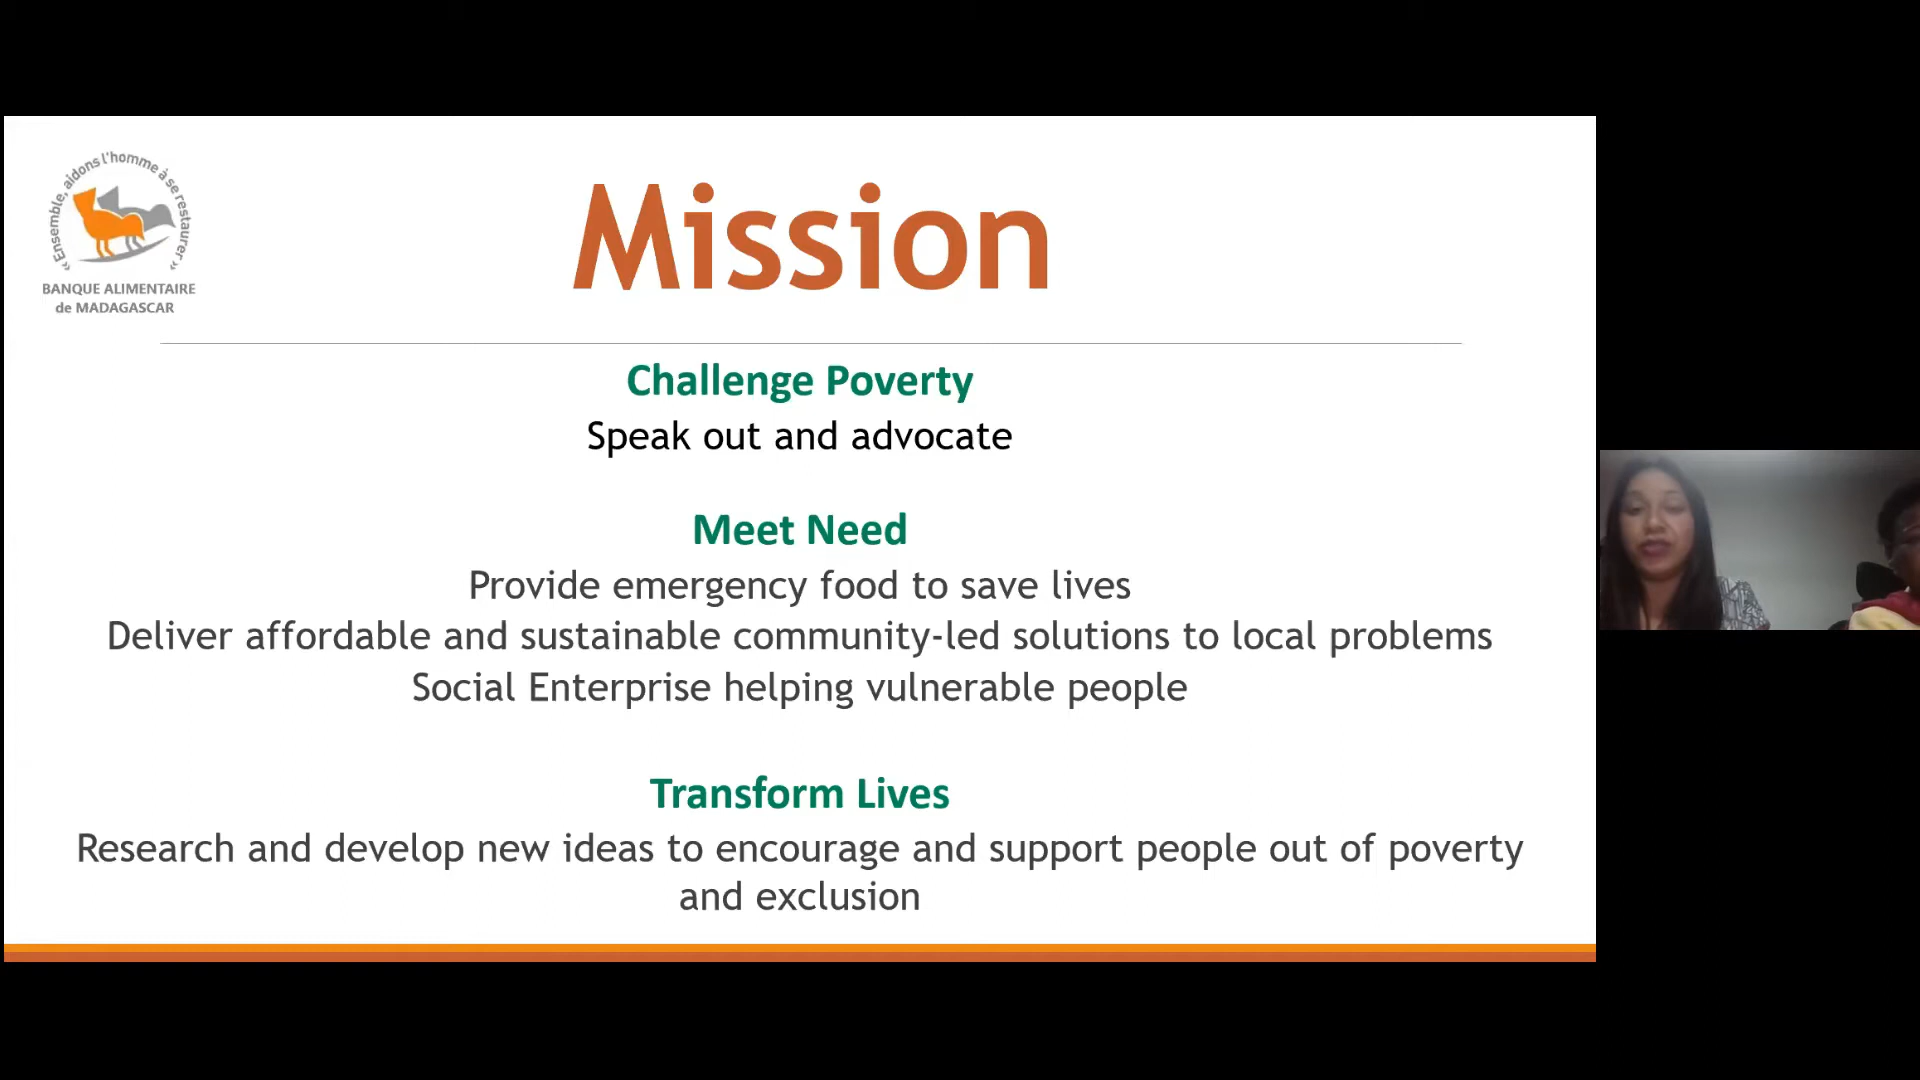 «Ensemble, aidons l'homme à se restaurer»
BANQUE ALIMENTAIRE
de MADAGASCAR
Mission
Challenge Poverty
Speak out and advocate
Meet Need
Provide emergency food to save lives
Deliver affordable and sustainable community-led solutions to local problems
Social Enterprise helping vulnerable people
Transform Lives
Research and develop new ideas to encourage and support people out of poverty
and exclusion